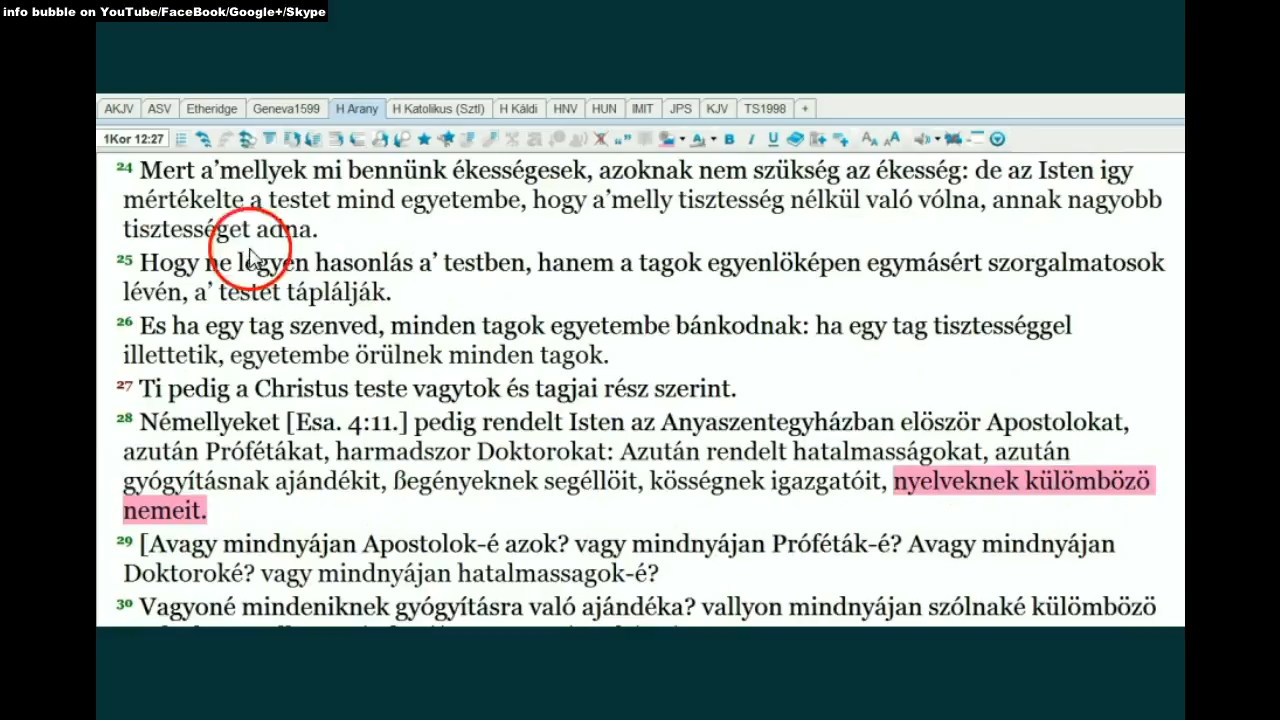 info bubble on YouTube/FaceBook/Google+/Skype
AKJV ASV Etheridge Geneva1599 H Arany H Katolikus (Sztl) H Káldi HNV HUN IMIT JPS KJV TS1998 +
1Kor 12:27
24 Mert a’mellyek mi bennünk ékességesek, azoknak nem szükség az ékesség: de az Isten igy
mértékelte a testet mind egyetembe, hogy a’melly tisztesség nélkül való vólna, annak nagyobb
tisztességet adna.
25 Hogy ne légyen hasonlás a’ testben, hanem a tagok egyenlöképen egymásért szorgalmatosok
lévén, a’ testet táplálják.
26 Es ha egy tag szenved, minden tagok egyetembe bánkodnak: ha egy tag tisztességgel
illettetik, egyetembe örülnek minden tagok.
27 Ti pedig a Christus teste vagytok és tagjai rész szerint.
28 Némellyeket [Esa. 4:11.] pedig rendelt Isten az Anyaszentegyházban elöször Apostolokat,
azután Prófétákat, harmadszor Doktorokat: Azután rendelt hatalmasságokat, azután
gyógyításnak ajándékit, ßegényeknek segéllöit, kösségnek igazgatóit, nyelveknek külömbözö
nemeit.
29 [Avagy mindnyájan Apostolok-é azok? vagy mindnyájan Próféták-é? Avagy mindnyájan
Doktoroké? vagy mindnyájan hatalmassagok-é?
30 Vagyoné mindeniknek gyógyításra való ajándéka? vallyon mindnyájan szólnaké külömbözö